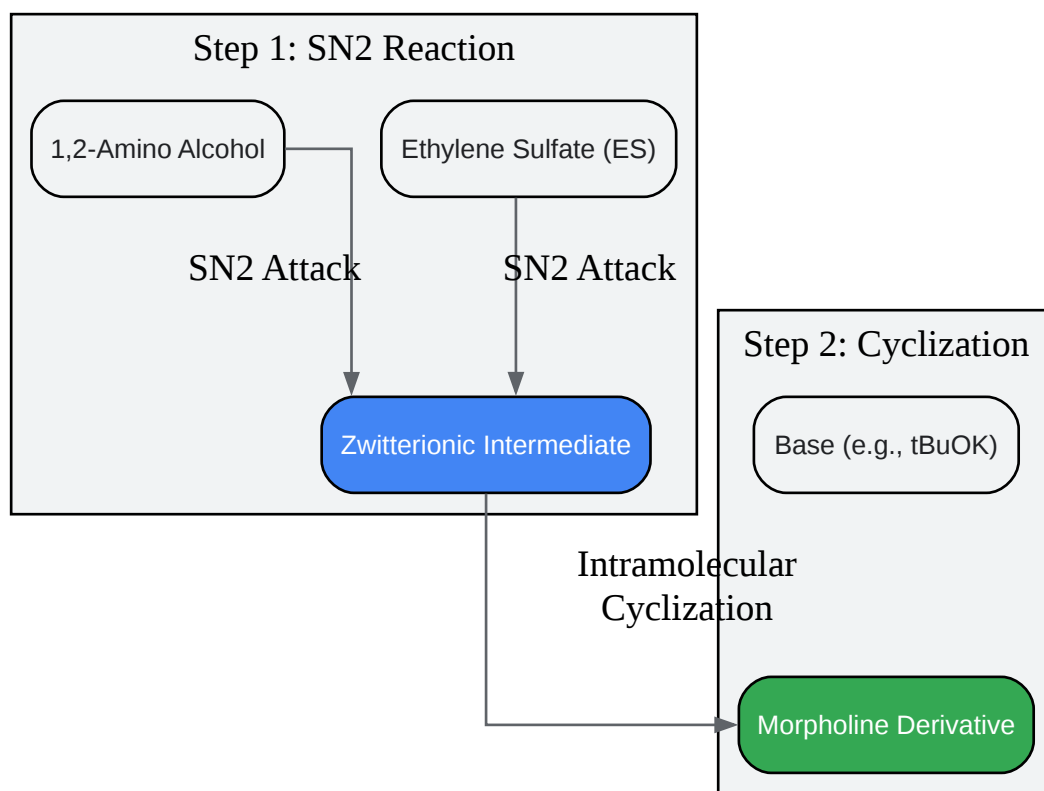 Step 1: SN2 Reaction
1,2-Amino Alcohol
Ethylene Sulfate (ES)
SN2 Attack
SN2 Attack
Zwitterionic Intermediate
Step 2: Cyclization
Base (e.g., tBuOK)
Intramolecular
Cyclization
Morpholine Derivative